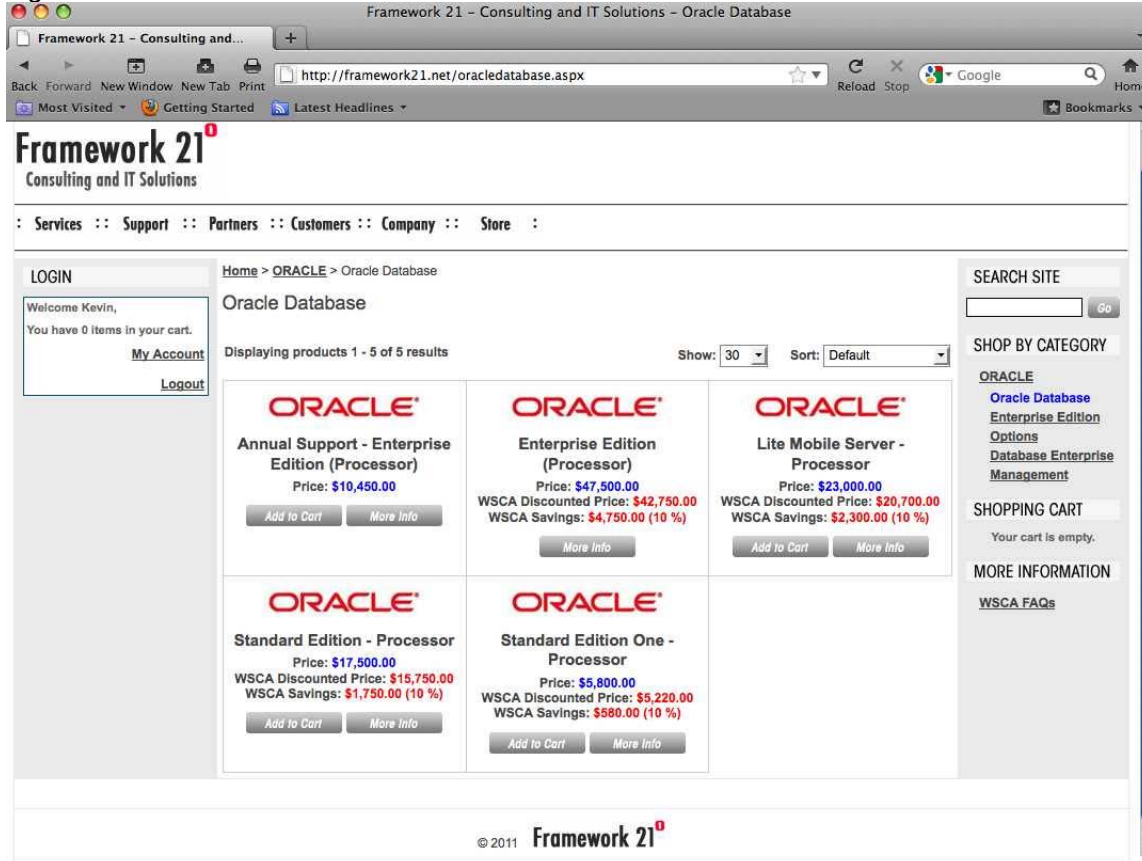 Framework 21 – Consulting and IT Solutions – Oracle Database
Framework 21 – Consulting and...
+
Back Forward New Window New Tab Print
http://framework21.net/oracledatabase.aspx
Reload Stop
Google
Home
Most Visited
Getting Started
Latest Headlines
Bookmarks
Framework 21
Consulting and IT Solutions
: Services :: Support :: Partners :: Customers :: Company :: Store :
LOGIN
Welcome Kevin,
You have 0 items in your cart.
My Account
Logout
Home > ORACLE > Oracle Database
Oracle Database
Displaying products 1 - 5 of 5 results
Show: 30
Sort: Default
ORACLE
Annual Support - Enterprise
Edition (Processor)
Price: $10,450.00
Add to Cart
More Info
ORACLE
Enterprise Edition
(Processor)
Price: $47,500.00
WSCA Discounted Price: $42,750.00
WSCA Savings: $4,750.00 (10 %)
More Info
ORACLE
Lite Mobile Server -
Processor
Price: $23,000.00
WSCA Discounted Price: $20,700.00
WSCA Savings: $2,300.00 (10 %)
Add to Cart
More Info
ORACLE
Standard Edition - Processor
Price: $17,500.00
WSCA Discounted Price: $15,750.00
WSCA Savings: $1,750.00 (10 %)
Add to Cart
More Info
ORACLE
Standard Edition One -
Processor
Price: $5,800.00
WSCA Discounted Price: $5,220.00
WSCA Savings: $580.00 (10 %)
Add to Cart
More Info
SEARCH SITE
Go
SHOP BY CATEGORY
ORACLE
Oracle Database
Enterprise Edition
Options
Database Enterprise
Management
SHOPPING CART
Your cart is empty.
MORE INFORMATION
WSCA FAQs
© 2011 Framework 21